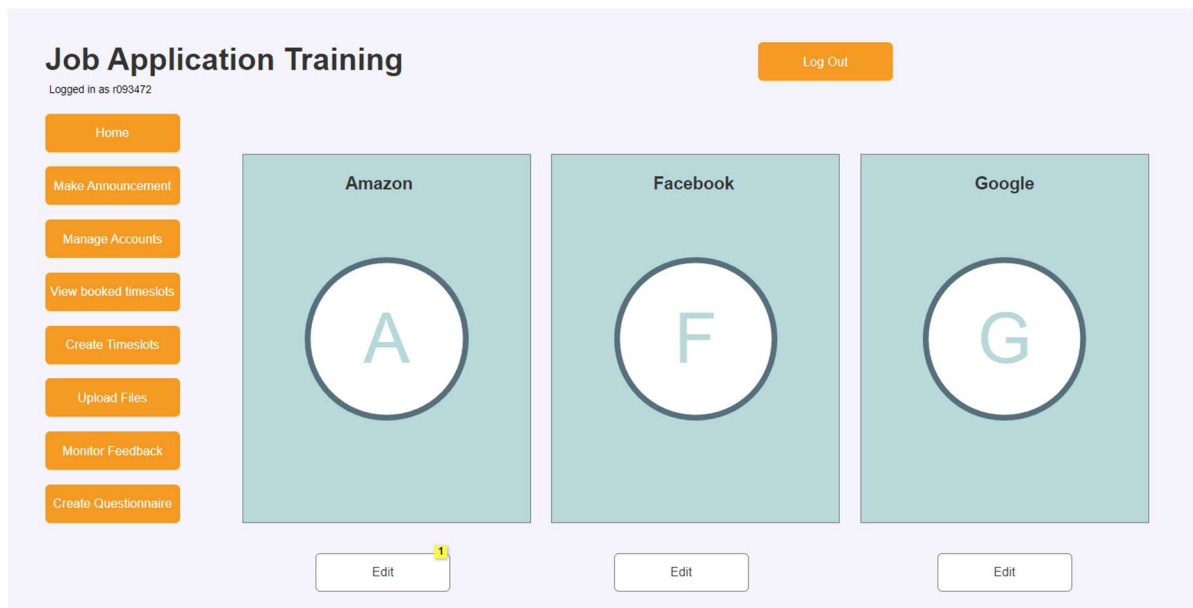 Job Application Training
Log Out
Logged in as r093472
Home
Make Announcement
Manage Accounts
View booked timeslots
Create Timeslots
Upload Files
Monitor Feedback
Create Questionnaire
Amazon
A
Facebook
F
Google
G
1
Edit
Edit
Edit